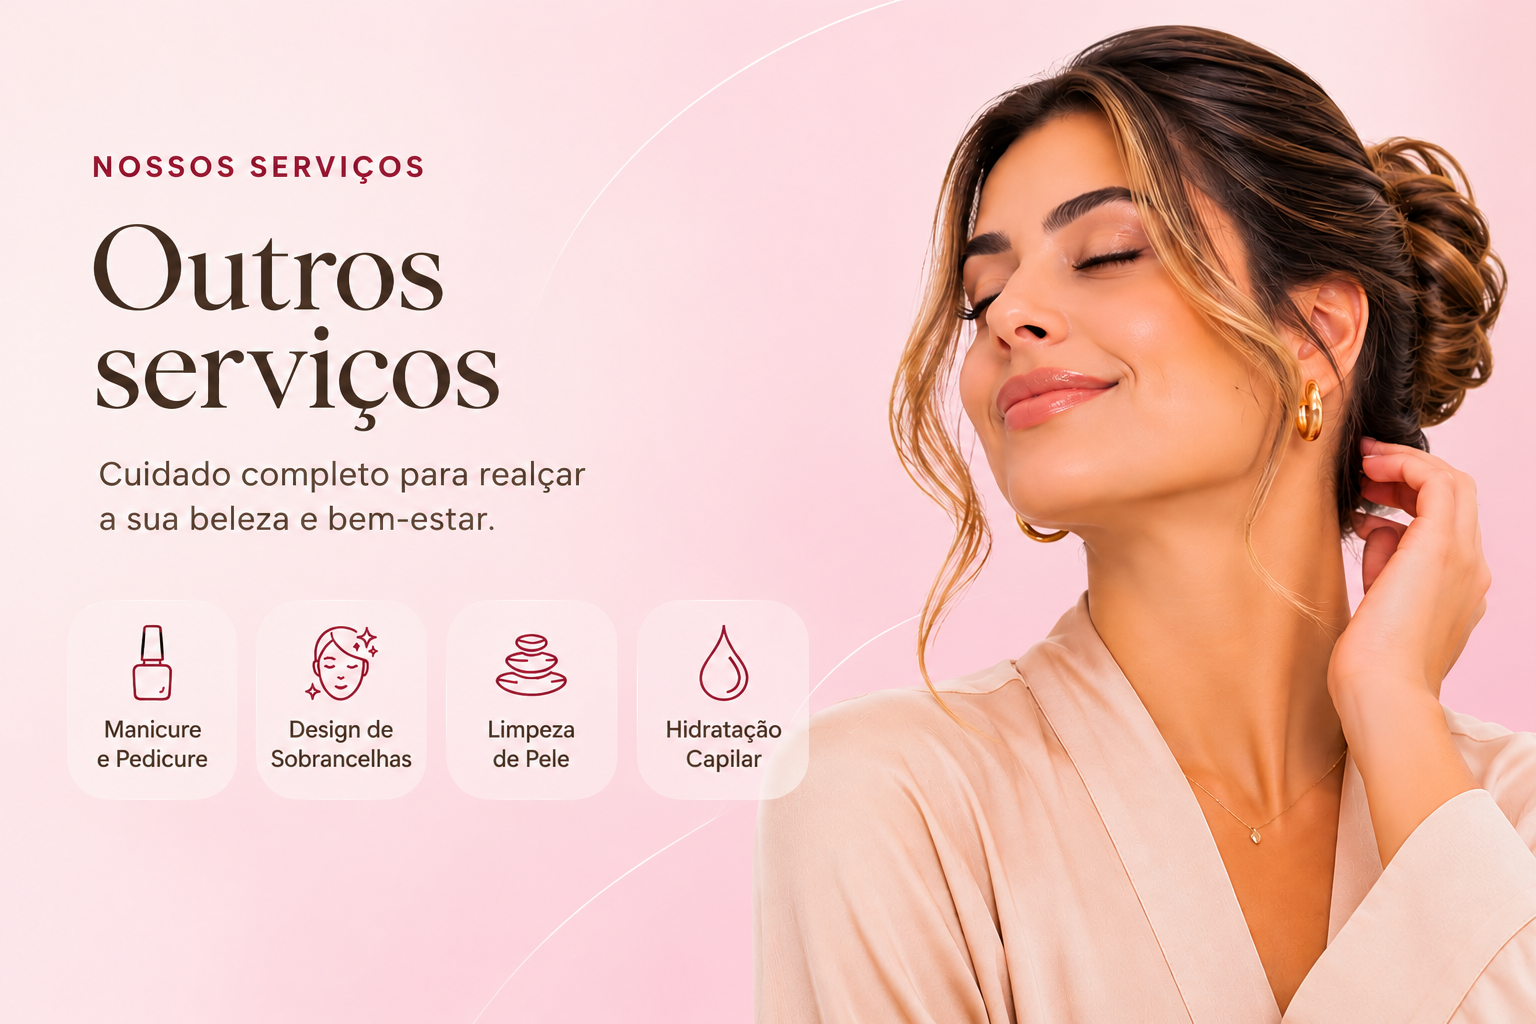 NOSSOS SERVIÇOS
Outros
serviços
Cuidado completo para realçar
a sua beleza e bem-estar.
Manicure
e Pedicure
Design de
Sobrancelhas
Limpeza
de Pele
Hidratação
Capilar